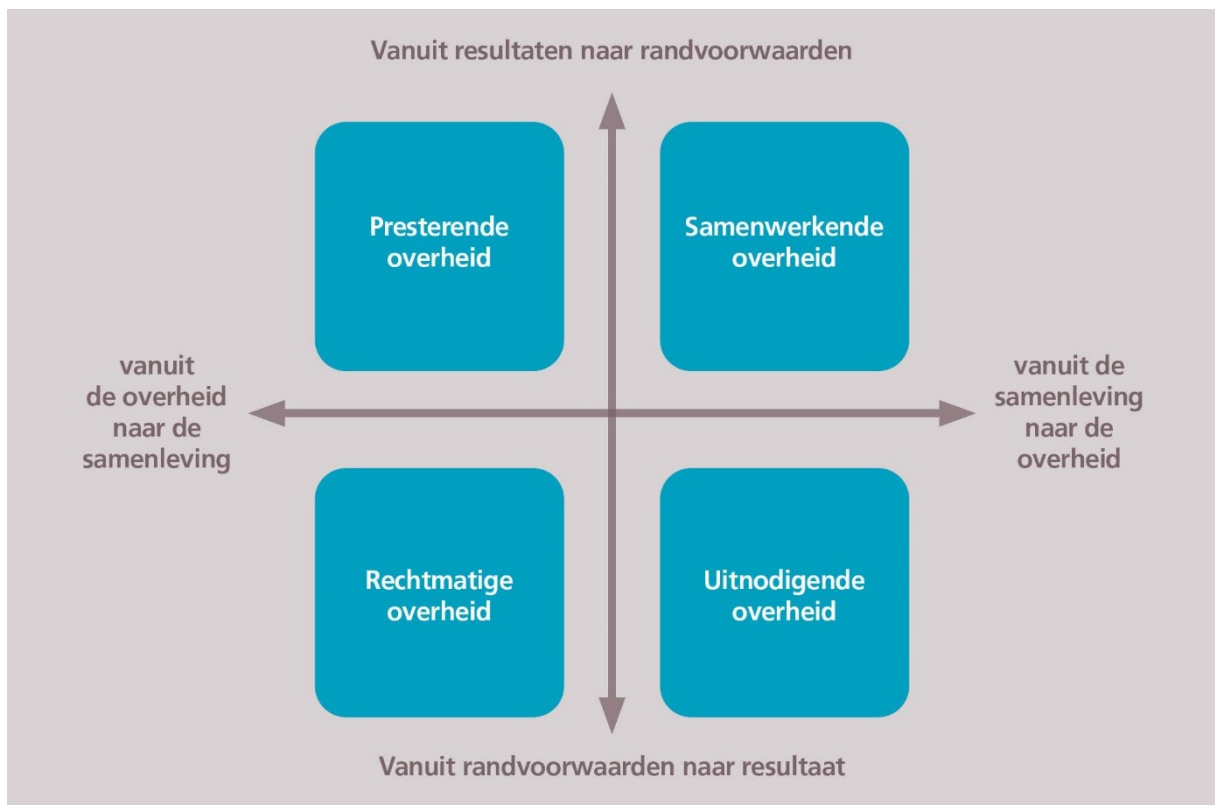 Vanuit resultaten naar randvoorwaarden
Presterende
overheid
Samenwerkende
overheid
vanuit
de overheid
naar de
samenleving
vanuit de
samenleving
naar de
overheid
Rechtmatige
overheid
Uitnodigende
overheid
Vanuit randvoorwaarden naar resultaat